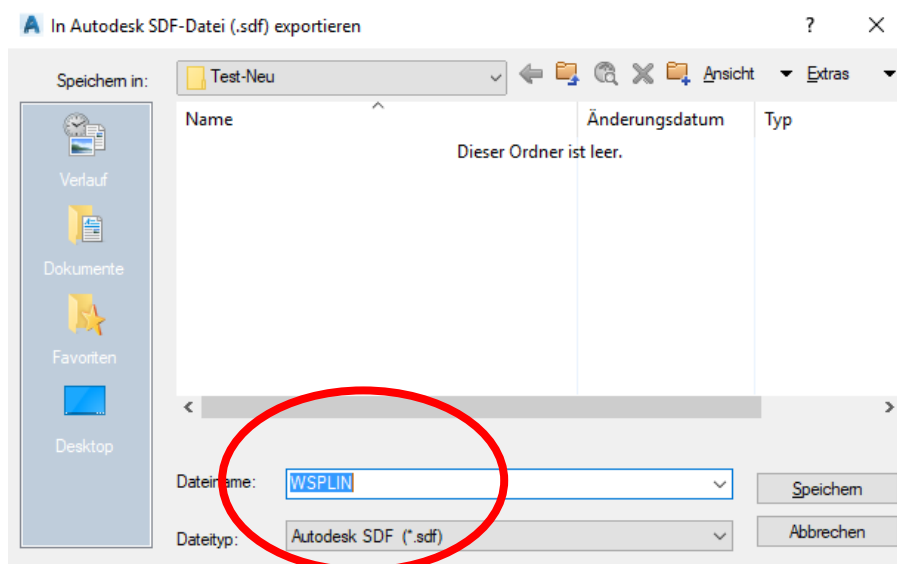 In Autodesk SDF-Datei (.sdf) exportieren
Speichern in: Test-Neu Ansicht Extras
Name Änderungsdatum Typ
Dieser Ordner ist leer.
Verlauf
Dokumente
Favoriten
Desktop
Dateiname: WSPLIN Speichern
Dateityp: Autodesk SDF (*.sdf) Abbrechen